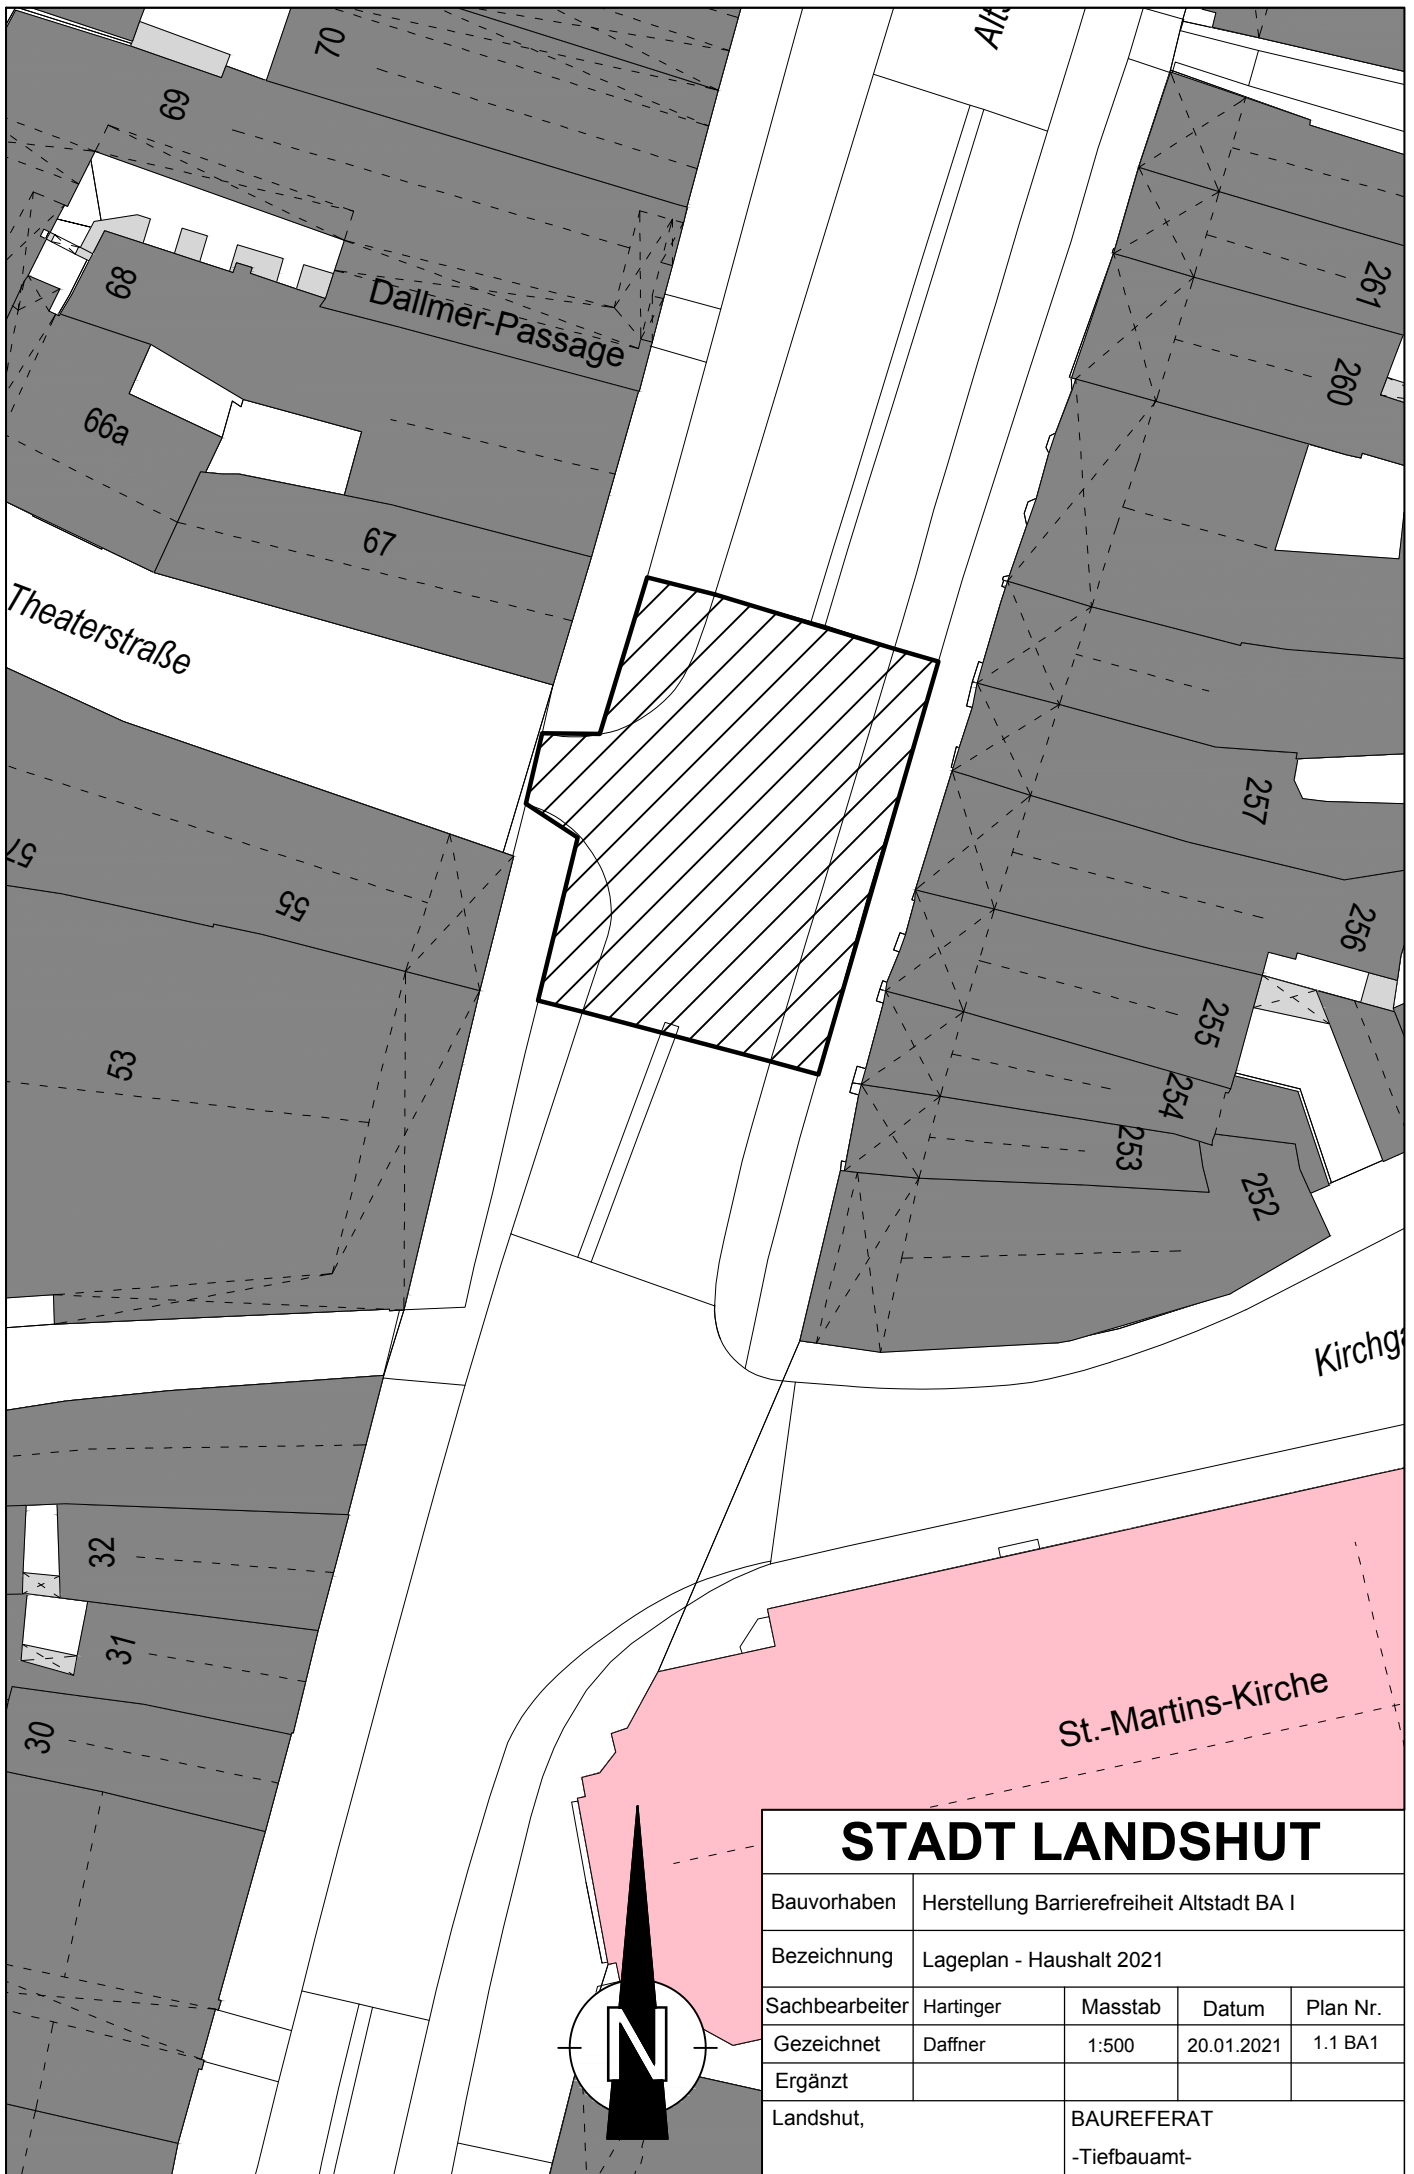 70
69
68
Dallmer-Passage
66a
67
Theaterstraße
57
55
53
32
31
30
261
260
257
256
255
254
253
252
St.-Martins-Kirche
N
STADT LANDSHUT
Bauvorhaben Herstellung Barrierefreiheit Altstadt BA I
Bezeichnung Lageplan - Haushalt 2021
Sachbearbeiter Hartinger Masstab Datum Plan Nr.
Gezeichnet Daffner 1:500 20.01.2021 1.1 BA1
Ergänzt
Landshut, BAUREFERAT
-Tiefbauamt-